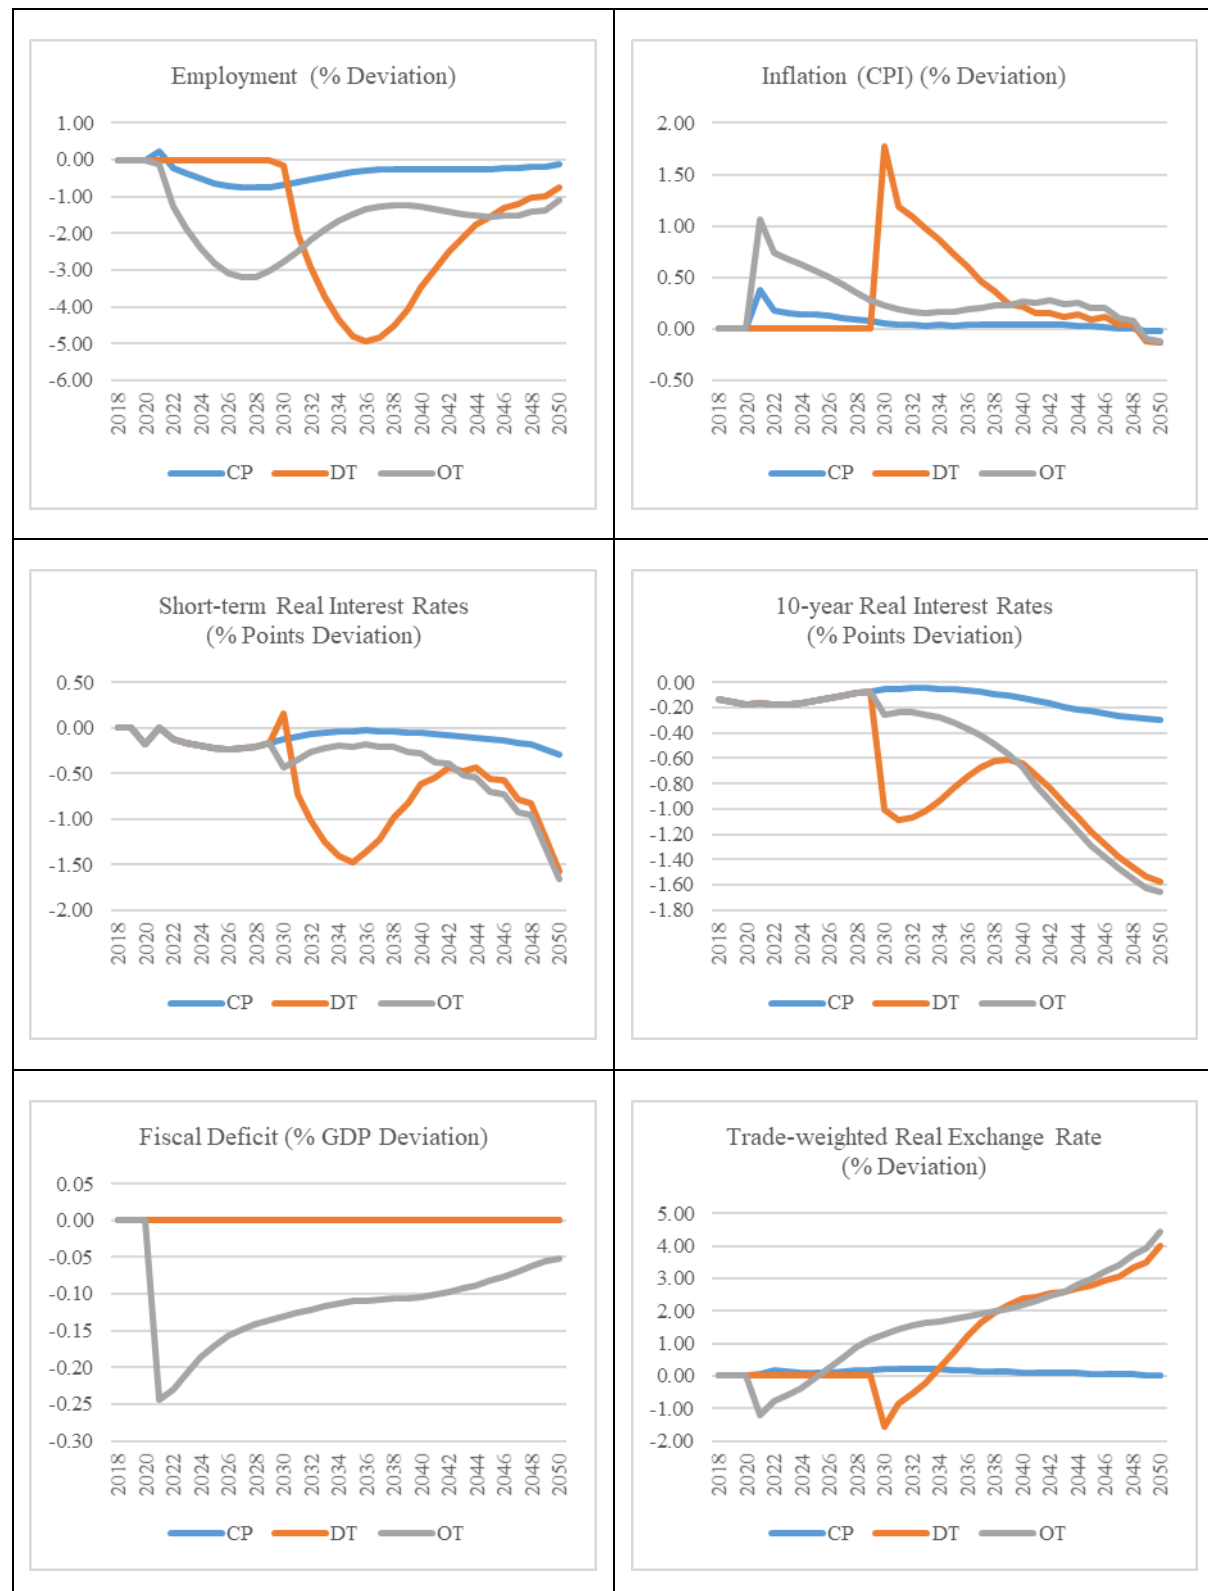 Employment (% Deviation)
1.00
0.00
-1.00
-2.00
-3.00
-4.00
-5.00
-6.00
2018 2020 2022 2024 2026 2028 2030 2032 2034 2036 2038 2040 2042 2044 2046 2048 2050
CP DT OT
Inflation (CPI) (% Deviation)
2.00
1.50
1.00
0.50
0.00
-0.50
2018 2020 2022 2024 2026 2028 2030 2032 2034 2036 2038 2040 2042 2044 2046 2048 2050
CP DT OT
Short-term Real Interest Rates
(% Points Deviation)
0.50
0.00
-0.50
-1.00
-1.50
-2.00
2018 2020 2022 2024 2026 2028 2030 2032 2034 2036 2038 2040 2042 2044 2046 2048 2050
CP DT OT
10-year Real Interest Rates
(% Points Deviation)
0.00
-0.20
-0.40
-0.60
-0.80
-1.00
-1.20
-1.40
-1.60
-1.80
2018 2020 2022 2024 2026 2028 2030 2032 2034 2036 2038 2040 2042 2044 2046 2048 2050
CP DT OT
Fiscal Deficit (% GDP Deviation)
0.05
0.00
-0.05
-0.10
-0.15
-0.20
-0.25
-0.30
2018 2020 2022 2024 2026 2028 2030 2032 2034 2036 2038 2040 2042 2044 2046 2048 2050
CP DT OT
Trade-weighted Real Exchange Rate
(% Deviation)
5.00
4.00
3.00
2.00
1.00
0.00
-1.00
-2.00
2018 2020 2022 2024 2026 2028 2030 2032 2034 2036 2038 2040 2042 2044 2046 2048 2050
CP DT OT